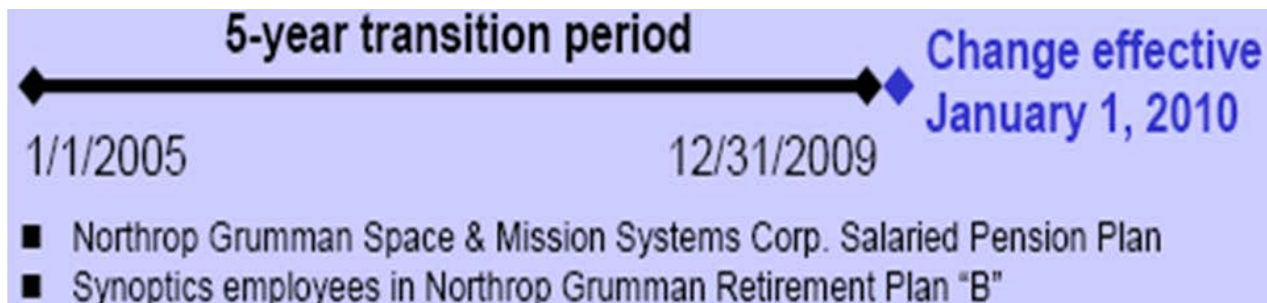 5-year transition period
Change effective
January 1, 2010
1/1/2005
12/31/2009
Northrop Grumman Space & Mission Systems Corp. Salaried Pension Plan
Synoptics employees in Northrop Grumman Retirement Plan “B”